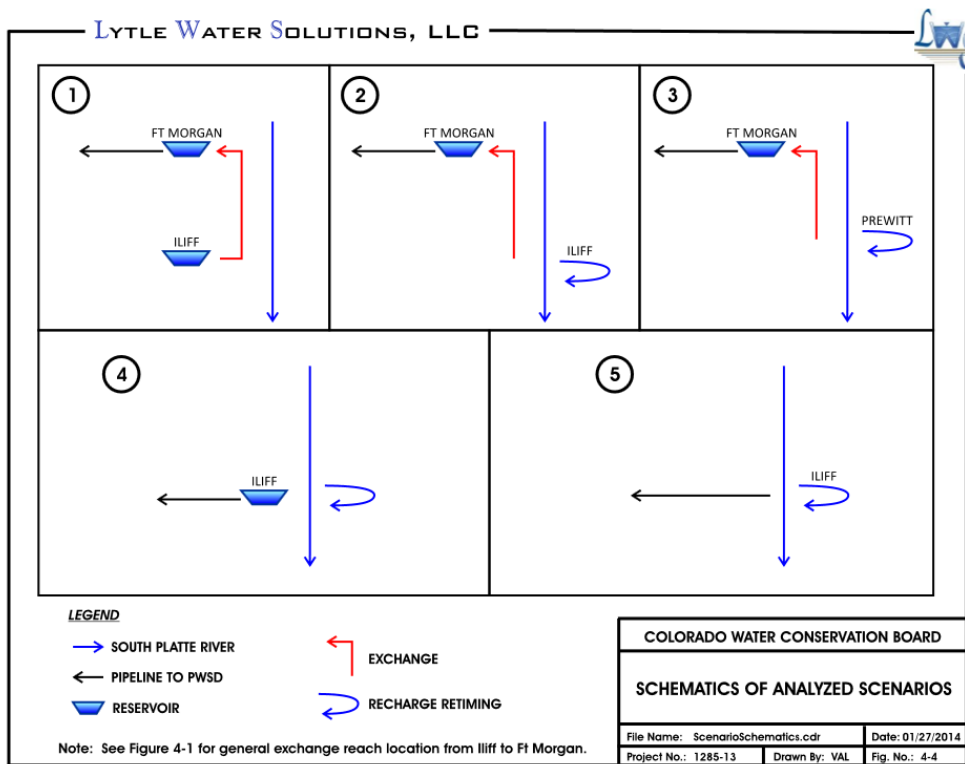 LYTLE WATER SOLUTIONS, LLC
LW
1
FT MORGAN
ILIFF
2
FT MORGAN
ILIFF
3
FT MORGAN
PREWITT
4
ILIFF
5
ILIFF
LEGEND
SOUTH PLATTE RIVER
PIPELINE TO PWSD
RESERVOIR
EXCHANGE
RECHARGE RETIMING
Note: See Figure 4-1 for general exchange reach location from Iliff to Ft Morgan.
COLORADO WATER CONSERVATION BOARD
SCHEMATICS OF ANALYZED SCENARIOS
File Name: ScenarioSchematics.cdr
Date: 01/27/2014
Project No.: 1285-13
Drawn By: VAL
Fig. No.: 4-4